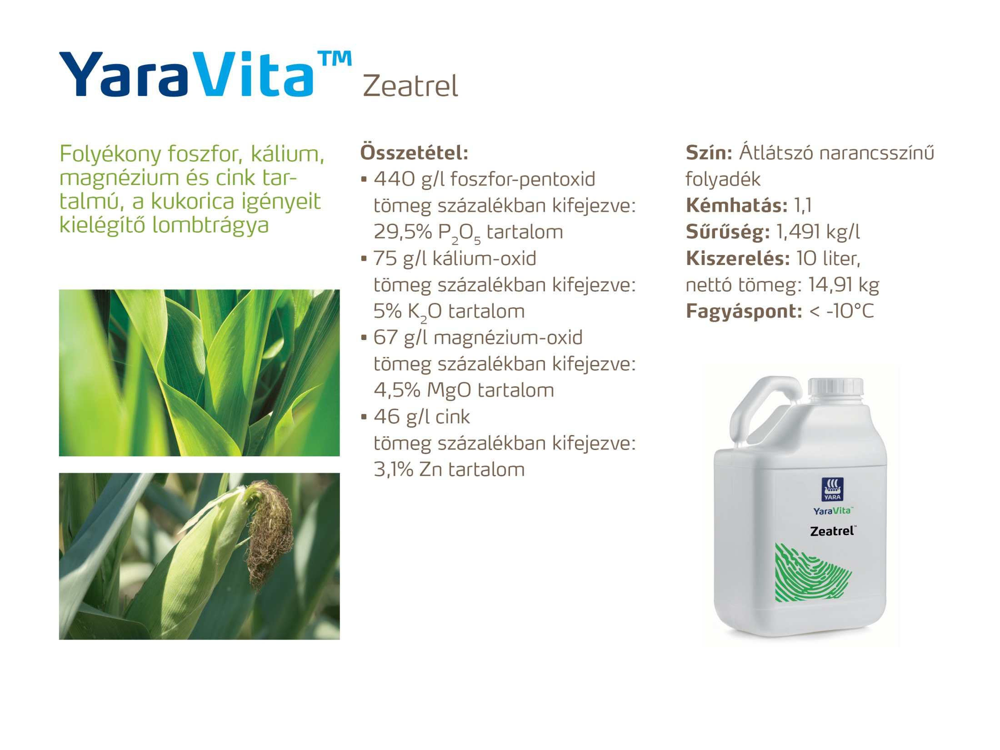 YaraVita™ Zeatrel
Folyékony foszfor, kálium,
magnézium és cink tar-
talmú, a kukorica igényeit
kielégítő lombtrágya
Összetétel:
▪ 440 g/l foszfor-pentoxid
tömeg százalékban kifejezve:
29,5% P₂O₅ tartalom
▪ 75 g/l kálium-oxid
tömeg százalékban kifejezve:
5% K₂O tartalom
▪ 67 g/l magnézium-oxid
tömeg százalékban kifejezve:
4,5% MgO tartalom
▪ 46 g/l cink
tömeg százalékban kifejezve:
3,1% Zn tartalom
Szín: Átlátszó narancsszínű
folyadék
Kémhatás: 1,1
Sűrűség: 1,491 kg/l
Kiszerelés: 10 liter,
nettó tömeg: 14,91 kg
Fagyáspont: < -10°C
YARA
YaraVita™
Zeatrel™